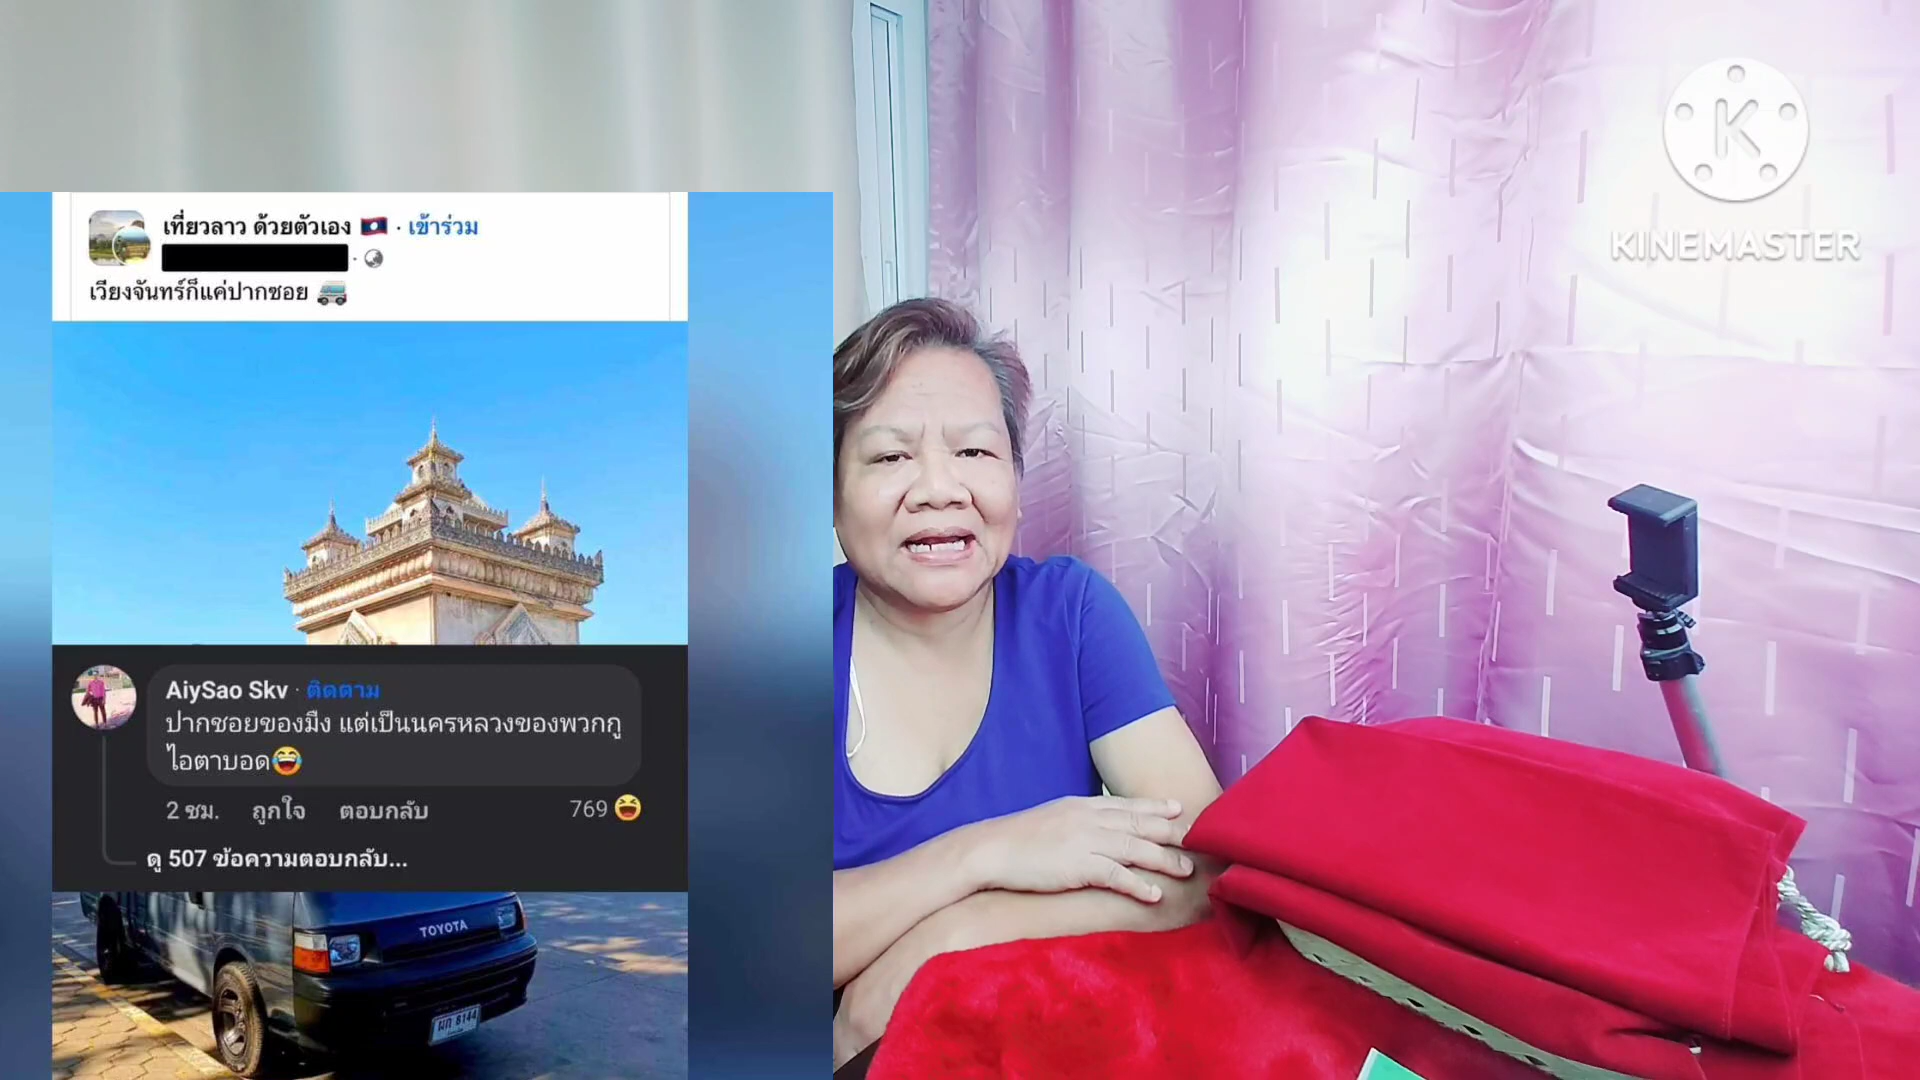 เที่ยวลาว ด้วยตัวเอง 🇱🇦 · เข้าร่วม
เวียงจันทร์ก็แค่ปากซอย 🚐
AiySao Skv · ติดตาม
ปากซอยของมึง แต่เป็นนครหลวงของพวกกู
ไอตาบอด😂
2 ชม. ถูกใจ ตอบกลับ 769 😆
ดู 507 ข้อความตอบกลับ...
TOYOTA
ผก 8144
K
KINEMASTER